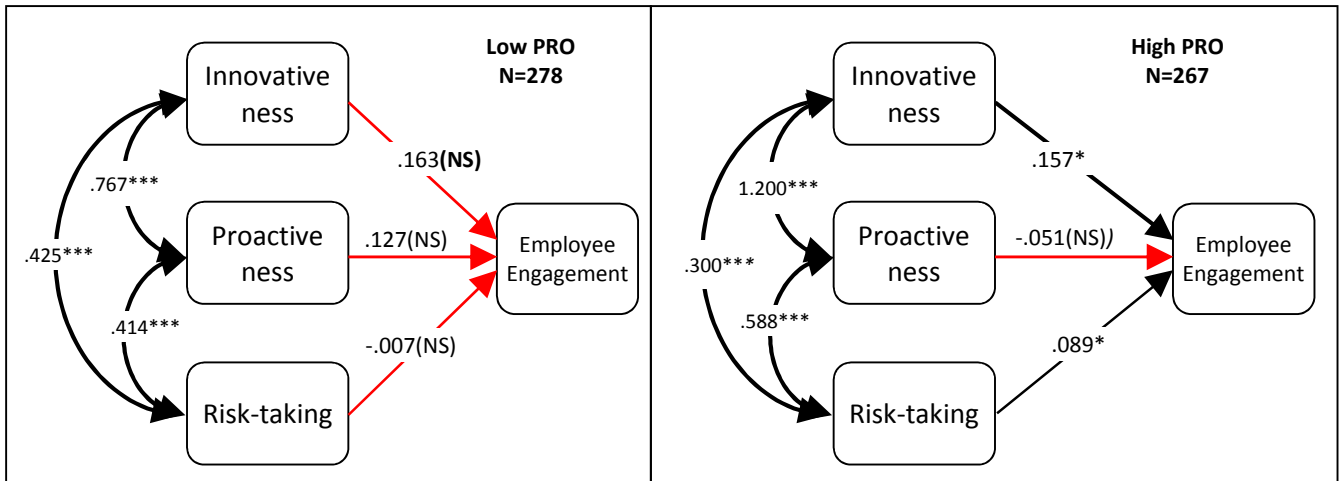 Low PRO
N=278
Innovative
ness
.163(NS)
.767***
Proactive
ness
.127(NS)
Employee
Engagement
.425***
.414***
-.007(NS)
Risk-taking
High PRO
N=267
Innovative
ness
.157*
1.200***
Proactive
ness
-.051(NS))
Employee
Engagement
.300***
.588***
.089*
Risk-taking